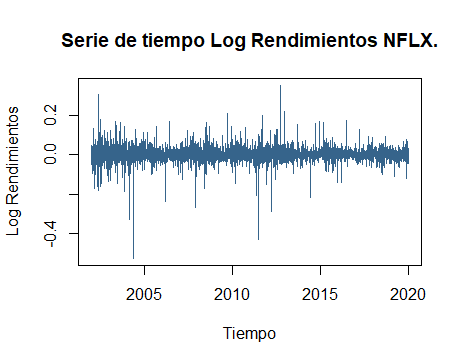 Serie de tiempo Log Rendimientos NFLX.
Log Rendimientos
0.2
0.0
-0.4
2005 2010 2015 2020
Tiempo